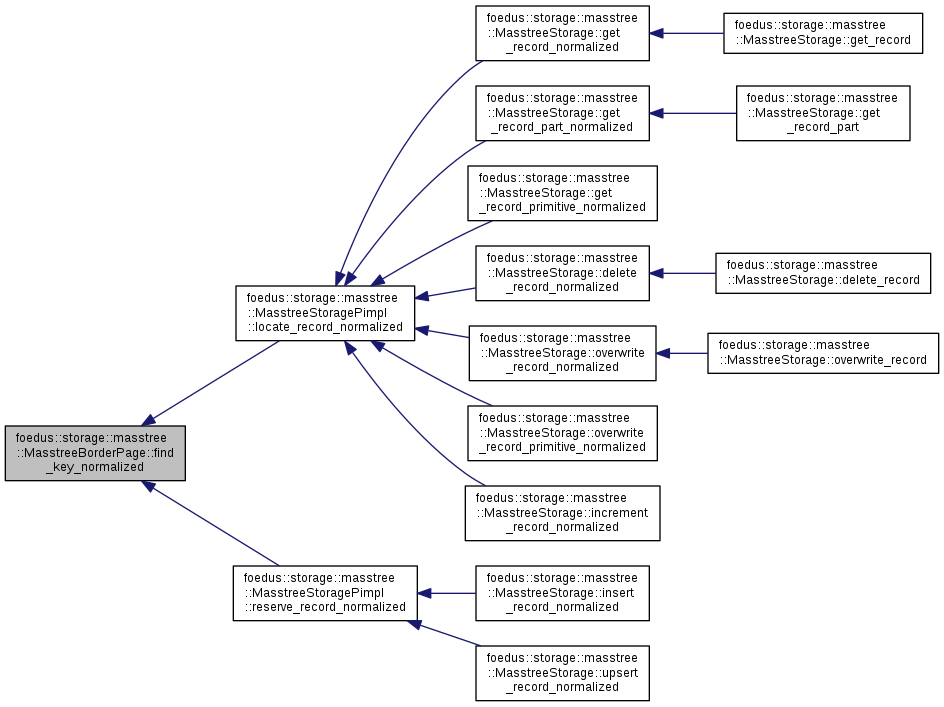 foedus::storage::masstree
::MasstreeStorage::get
_record_normalized
foedus::storage::masstree
::MasstreeStorage::get_record
foedus::storage::masstree
::MasstreeStorage::get
_record_part_normalized
foedus::storage::masstree
::MasstreeStorage::get
_record_part
foedus::storage::masstree
::MasstreeStorage::get
_record_primitive_normalized
foedus::storage::masstree
::MasstreeStorage::delete
_record_normalized
foedus::storage::masstree
::MasstreeStorage::delete_record
foedus::storage::masstree
::MasstreeStoragePimpl
::locate_record_normalized
foedus::storage::masstree
::MasstreeStorage::overwrite
_record_normalized
foedus::storage::masstree
::MasstreeStorage::overwrite_record
foedus::storage::masstree
::MasstreeStorage::overwrite
_record_primitive_normalized
foedus::storage::masstree
::MasstreeBorderPage::find
_key_normalized
foedus::storage::masstree
::MasstreeStorage::increment
_record_normalized
foedus::storage::masstree
::MasstreeStoragePimpl
::reserve_record_normalized
foedus::storage::masstree
::MasstreeStorage::insert
_record_normalized
foedus::storage::masstree
::MasstreeStorage::upsert
_record_normalized